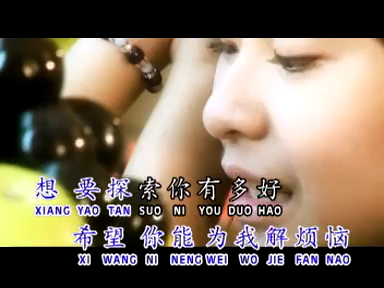 想 要 探 索 你 有 多 好
XIANG YAO TAN SUO NI YOU DUO HAO
希 望 你 能 为 我 解 烦 恼
XI WANG NI NENG WEI WO JIE FAN NAO